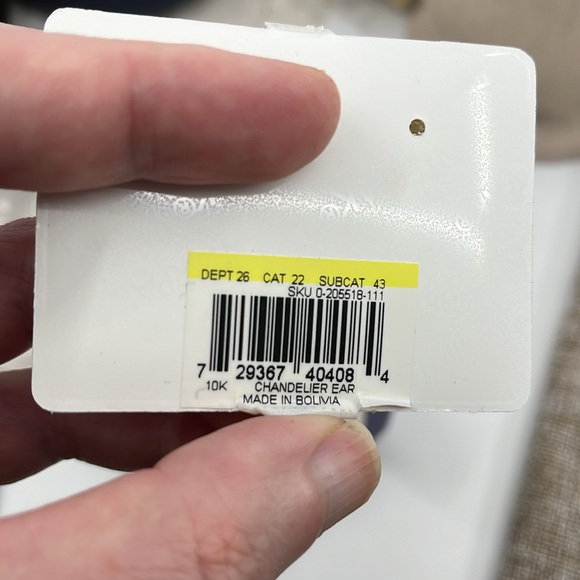 DEPT 26 CAT 22 SUBCAT 43
SKU 0-205518-111
7 29367 40408 4
10K CHANDELIER EAR
MADE IN BOLIVIA